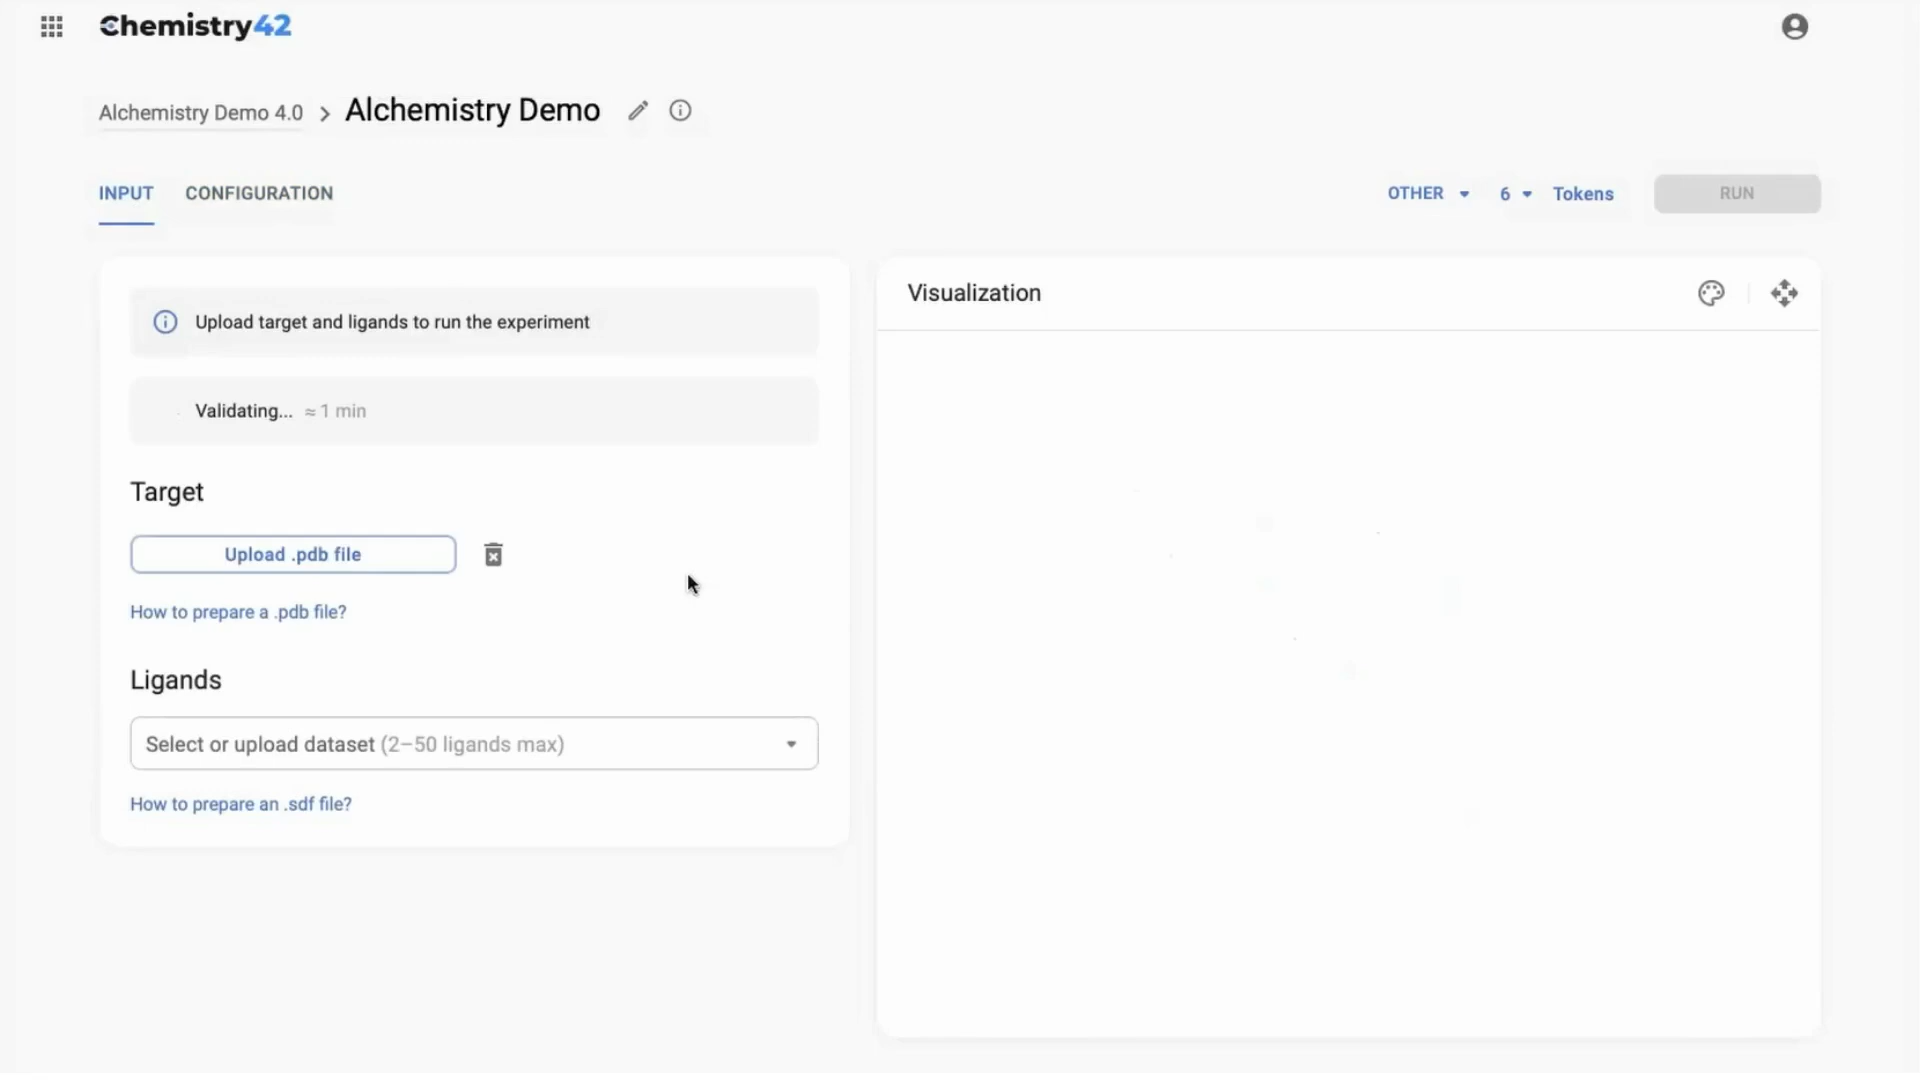 Chemistry42
Alchemistry Demo 4.0 > Alchemistry Demo
INPUT CONFIGURATION
OTHER 6 Tokens RUN
Upload target and ligands to run the experiment
Validating... ≈ 1 min
Target
Upload .pdb file
How to prepare a .pdb file?
Ligands
Select or upload dataset (2–50 ligands max)
How to prepare an .sdf file?
Visualization